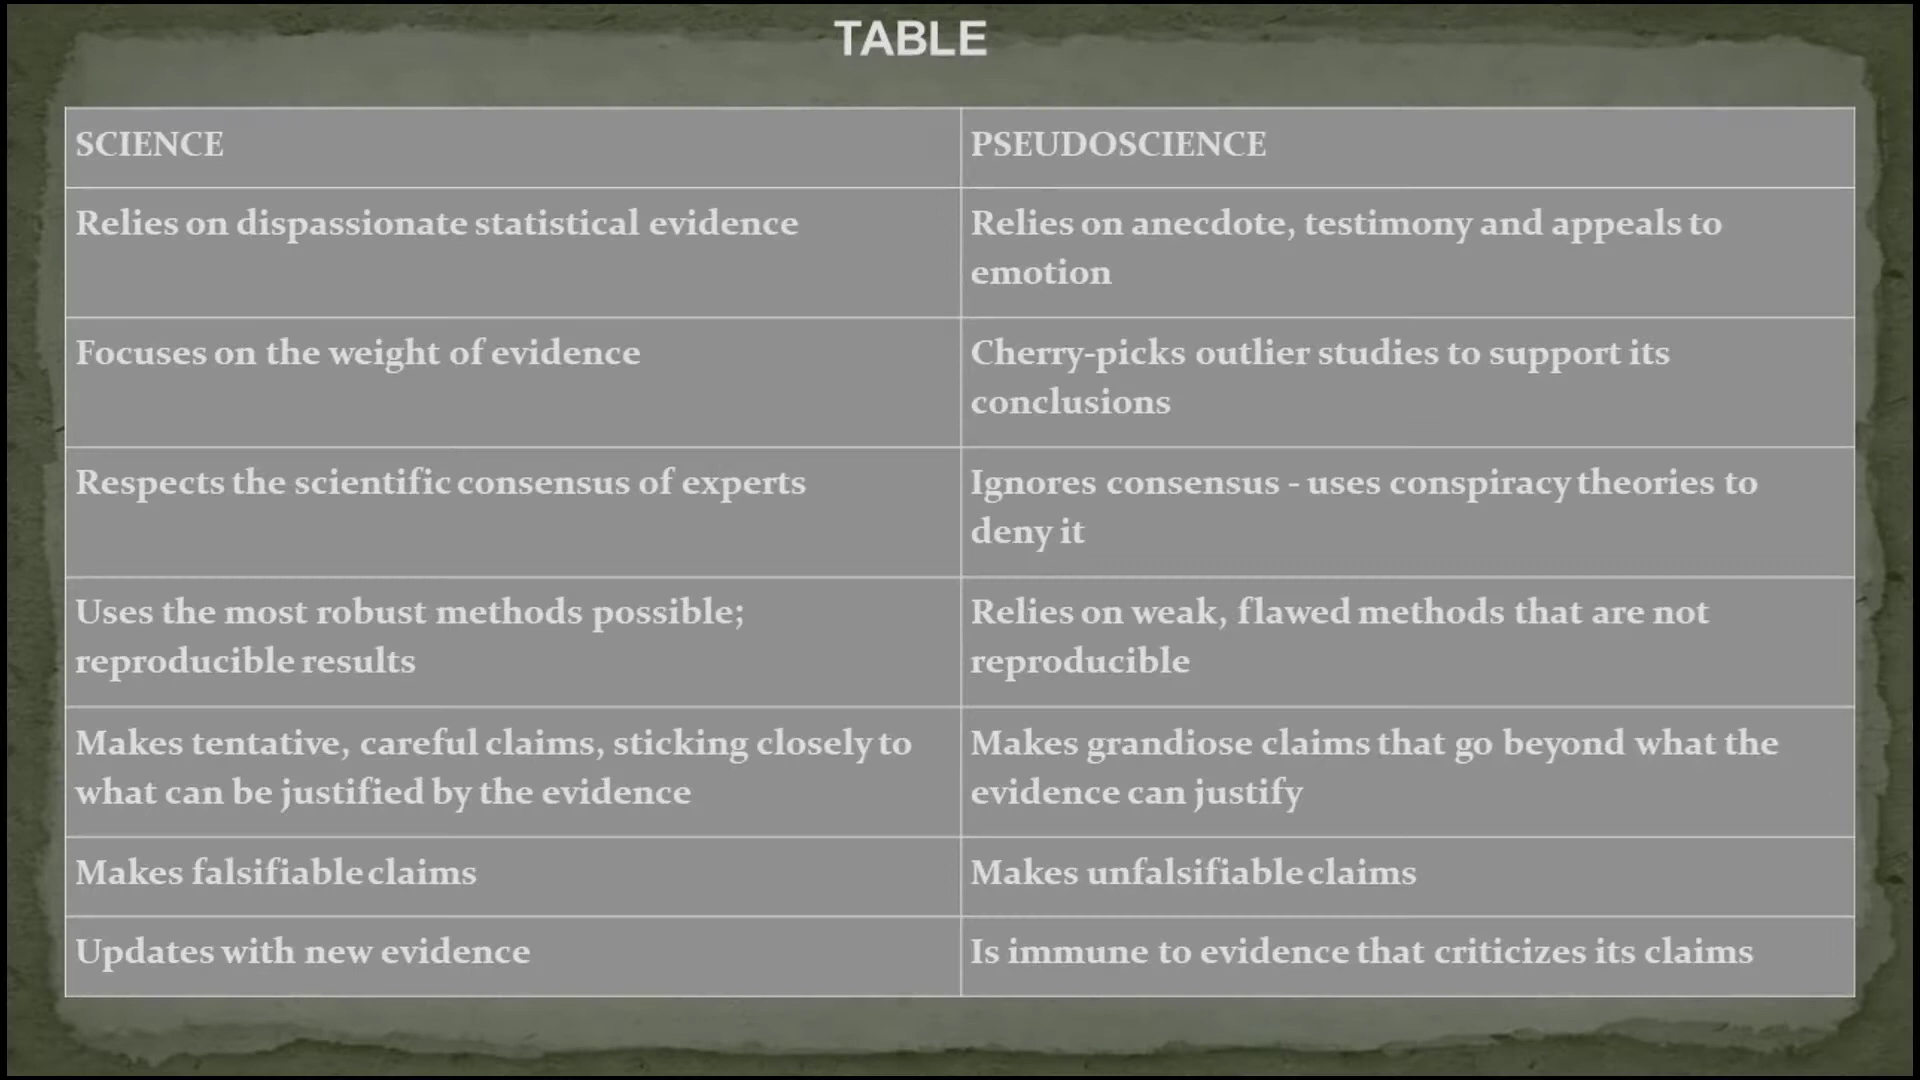 TABLE
SCIENCE
PSEUDOSCIENCE
Relies on dispassionate statistical evidence
Relies on anecdote, testimony and appeals to
emotion
Focuses on the weight of evidence
Cherry-picks outlier studies to support its
conclusions
Respects the scientific consensus of experts
Ignores consensus - uses conspiracy theories to
deny it
Uses the most robust methods possible;
reproducible results
Relies on weak, flawed methods that are not
reproducible
Makes tentative, careful claims, sticking closely to
what can be justified by the evidence
Makes grandiose claims that go beyond what the
evidence can justify
Makes falsifiable claims
Makes unfalsifiable claims
Updates with new evidence
Is immune to evidence that criticizes its claims